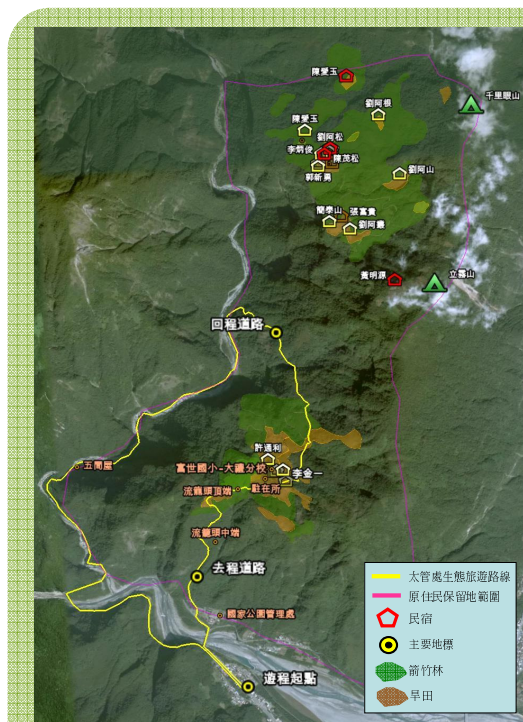 陳愛玉
千里眼山
劉阿根
陳愛玉
劉阿松
李炳俊
陳茂松
郭新勇
劉阿山
簡學山
張富貴
劉阿叢
黃明源
立霧山
回程道路
許通利
五間屋
富世國小-大禮分校
李金一
流籠頭頂端
駐在所
流籠頭中端
去程道路
國家公園管理處
遊程起點
太管處生態旅遊路線
原住民保留地範圍
民宿
主要地標
箭竹林
旱田